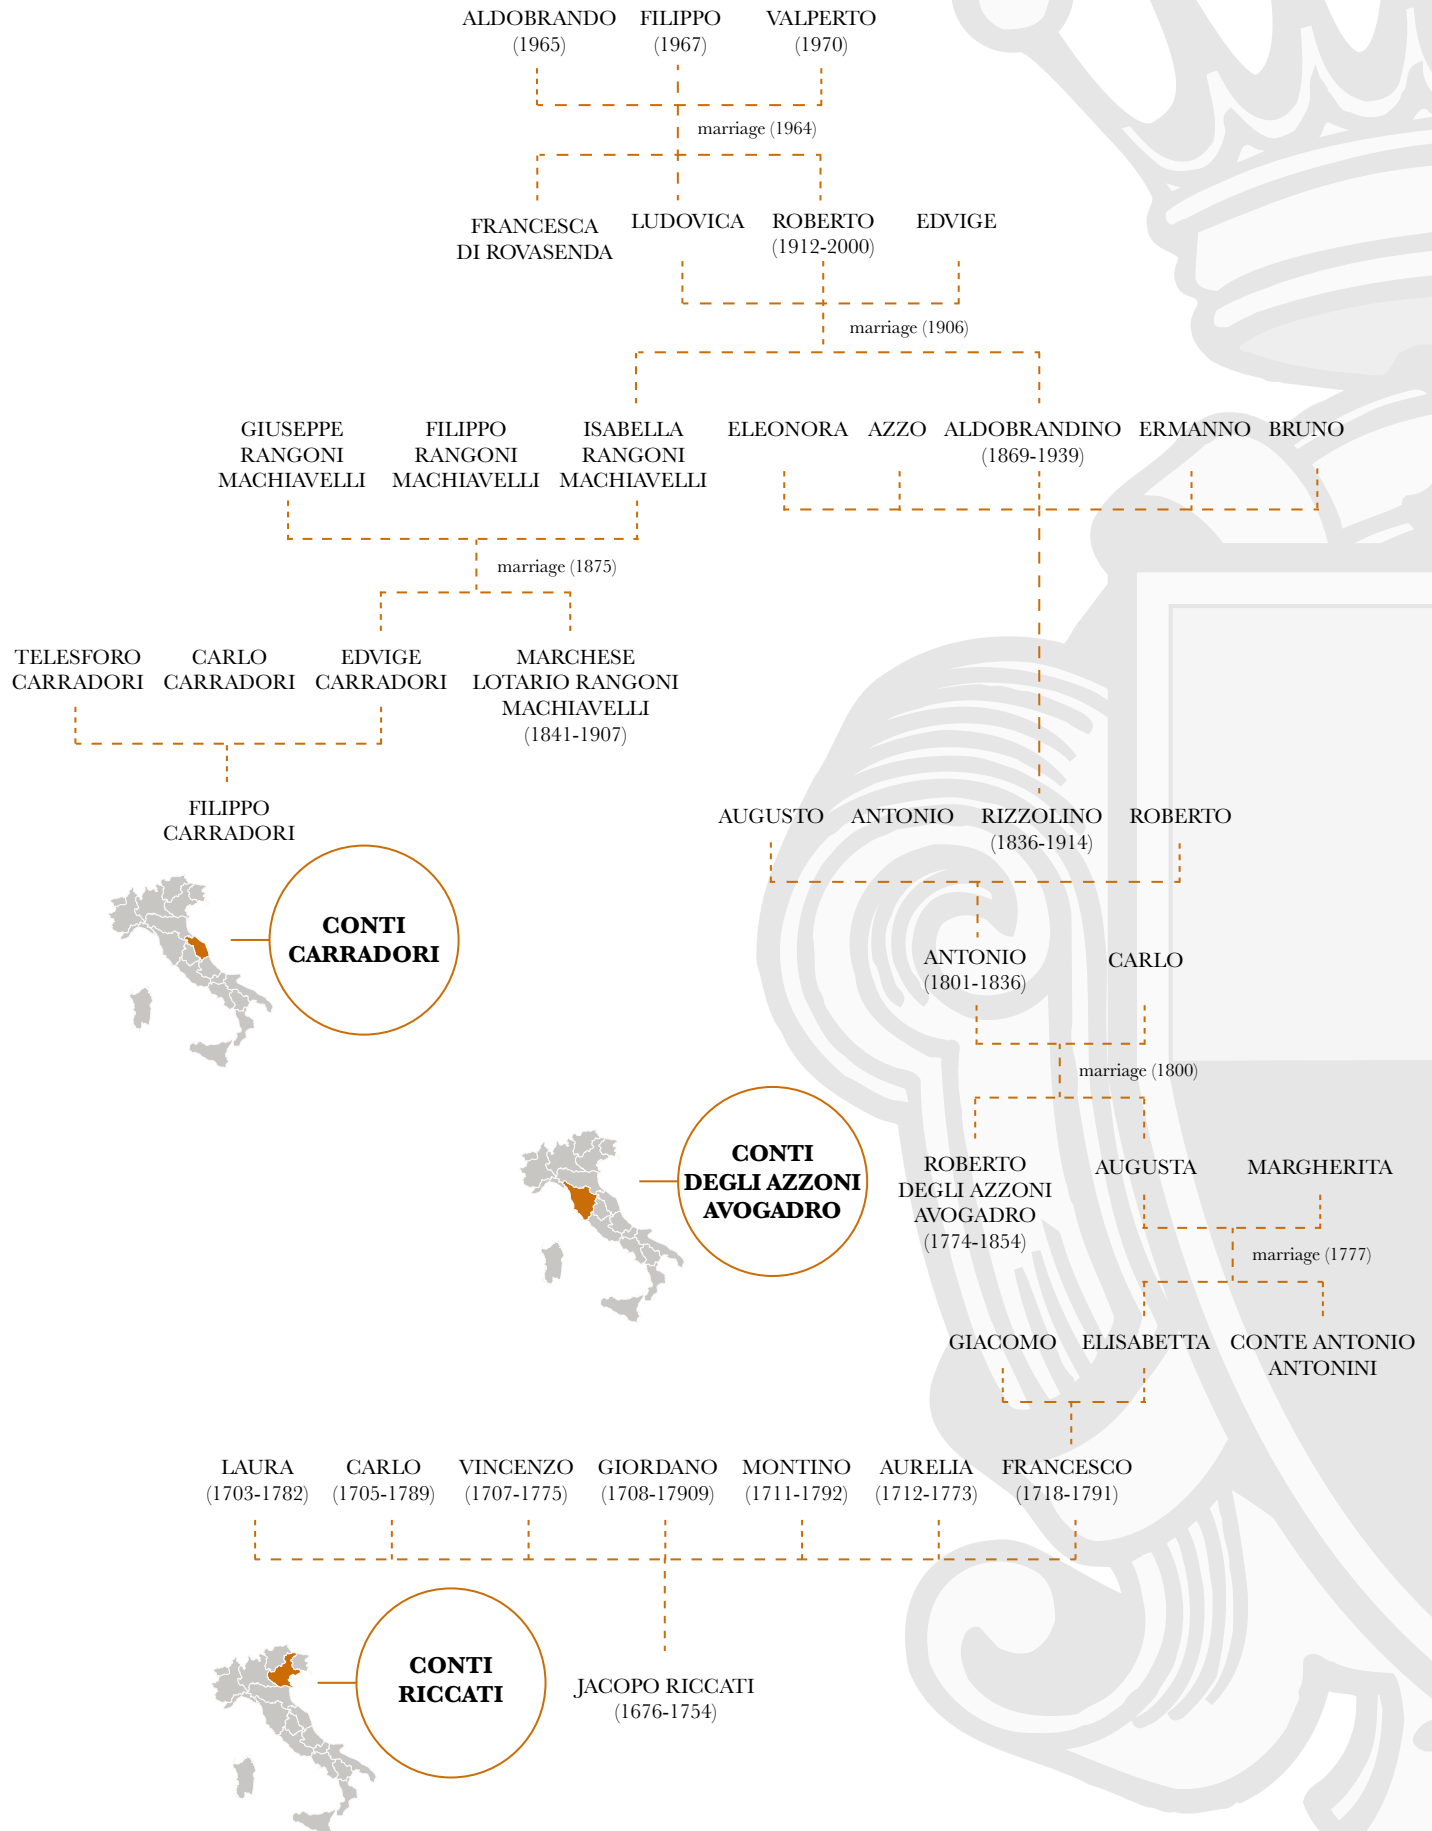 ALDOBRANDO
(1965)
FILIPPO
(1967)
VALPERTO
(1970)
marriage (1964)
FRANCESCA
DI ROVASENDA
LUDOVICA
ROBERTO
(1912-2000)
EDVIGE
marriage (1906)
GIUSEPPE
RANGONI
MACHIAVELLI
FILIPPO
RANGONI
MACHIAVELLI
ISABELLA
RANGONI
MACHIAVELLI
ELEONORA
AZZO
ALDOBRANDINO
(1869-1939)
ERMANNO
BRUNO
marriage (1875)
TELESFORO
CARRADORI
CARLO
CARRADORI
EDVIGE
CARRADORI
MARCHESE
LOTARIO RANGONI
MACHIAVELLI
(1841-1907)
FILIPPO
CARRADORI
AUGUSTO
ANTONIO
RIZZOLINO
(1836-1914)
ROBERTO
CONTI
CARRADORI
ANTONIO
(1801-1836)
CARLO
marriage (1800)
CONTI
DEGLI AZZONI
AVOGADRO
ROBERTO
DEGLI AZZONI
AVOGADRO
(1774-1854)
AUGUSTA
MARGHERITA
marriage (1777)
GIACOMO
ELISABETTA
CONTE ANTONIO
ANTONINI
LAURA
(1703-1782)
CARLO
(1705-1789)
VINCENZO
(1707-1775)
GIORDANO
(1708-17909)
MONTINO
(1711-1792)
AURELIA
(1712-1773)
FRANCESCO
(1718-1791)
CONTI
RICCATI
JACOPO RICCATI
(1676-1754)